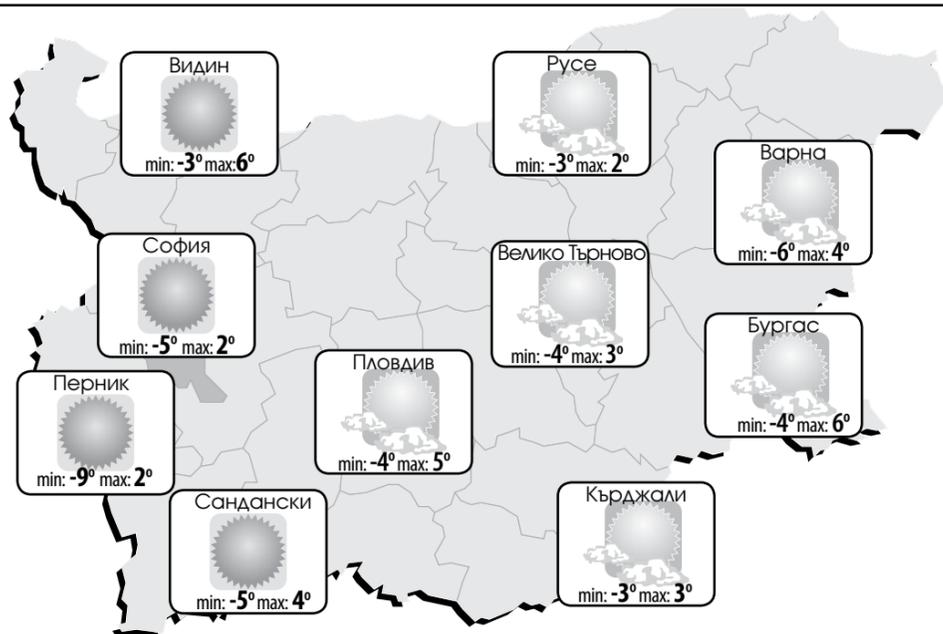 Видин
min: -3° max:6°
Русе
min: -3° max: 2°
Варна
min: -6° max: 4°
София
min: -5° max: 2°
Велико Търново
min: -4° max: 3°
Бургас
min: -4° max: 6°
Пловдив
min: -4° max: 5°
Перник
min: -9° max: 2°
Сандански
min: -5° max: 4°
Кърджали
min: -3° max: 3°